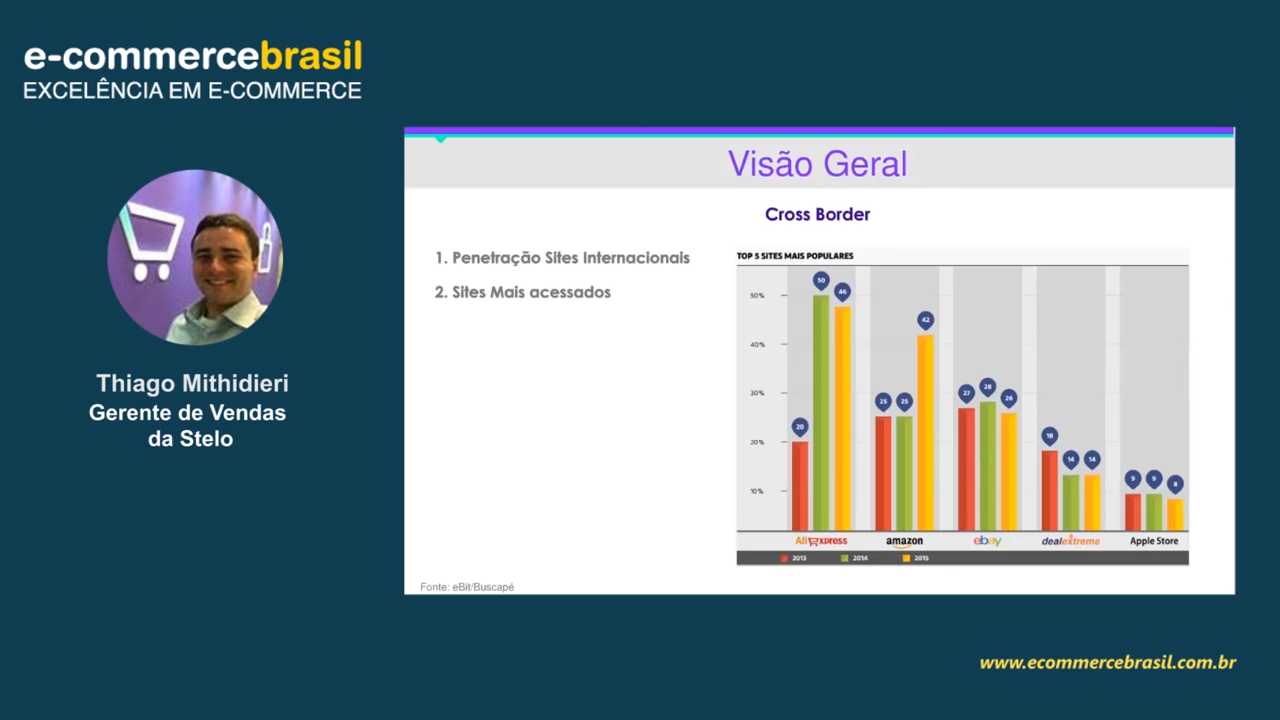 e-commercebrasil
EXCELÊNCIA EM E-COMMERCE
Thiago Mithidieri
Gerente de Vendas
da Stelo
Visão Geral
Cross Border
1. Penetração Sites Internacionais
2. Sites Mais acessados
TOP 5 SITES MAIS POPULARES
50%
40%
30%
20%
10%
20 50 46
25 25 42
27 28 26
18 14 14
9 9 8
AliExpress amazon ebay dealextreme Apple Store
2013 2014 2015
Fonte: eBit/Buscapé
www.ecommercebrasil.com.br